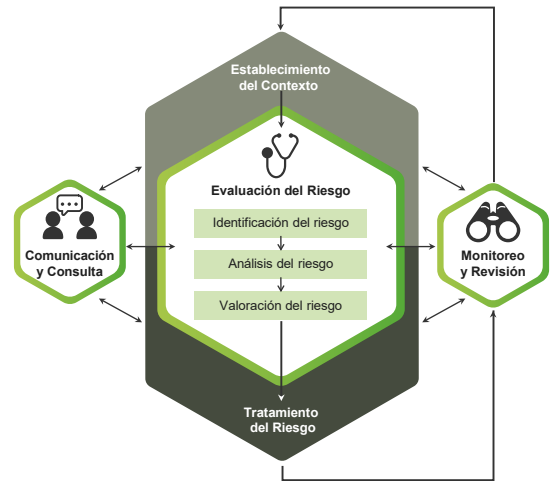 Establecimiento
del Contexto
Evaluación del Riesgo
Identificación del riesgo
Análisis del riesgo
Valoración del riesgo
Comunicación
y Consulta
Monitoreo
y Revisión
Tratamiento
del Riesgo